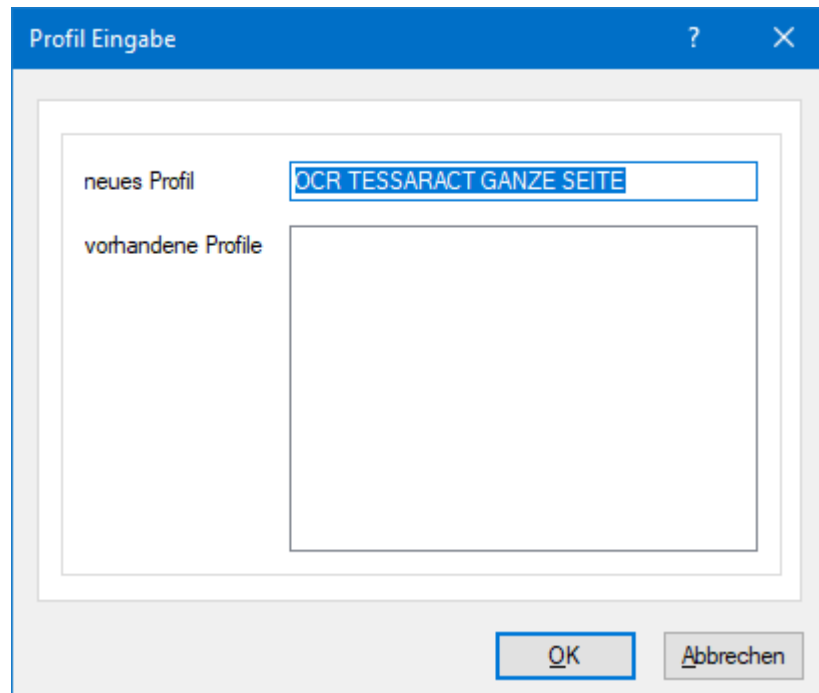 Profil Eingabe ?
neues Profil OCR TESSARACT GANZE SEITE
vorhandene Profile
OK Abbrechen